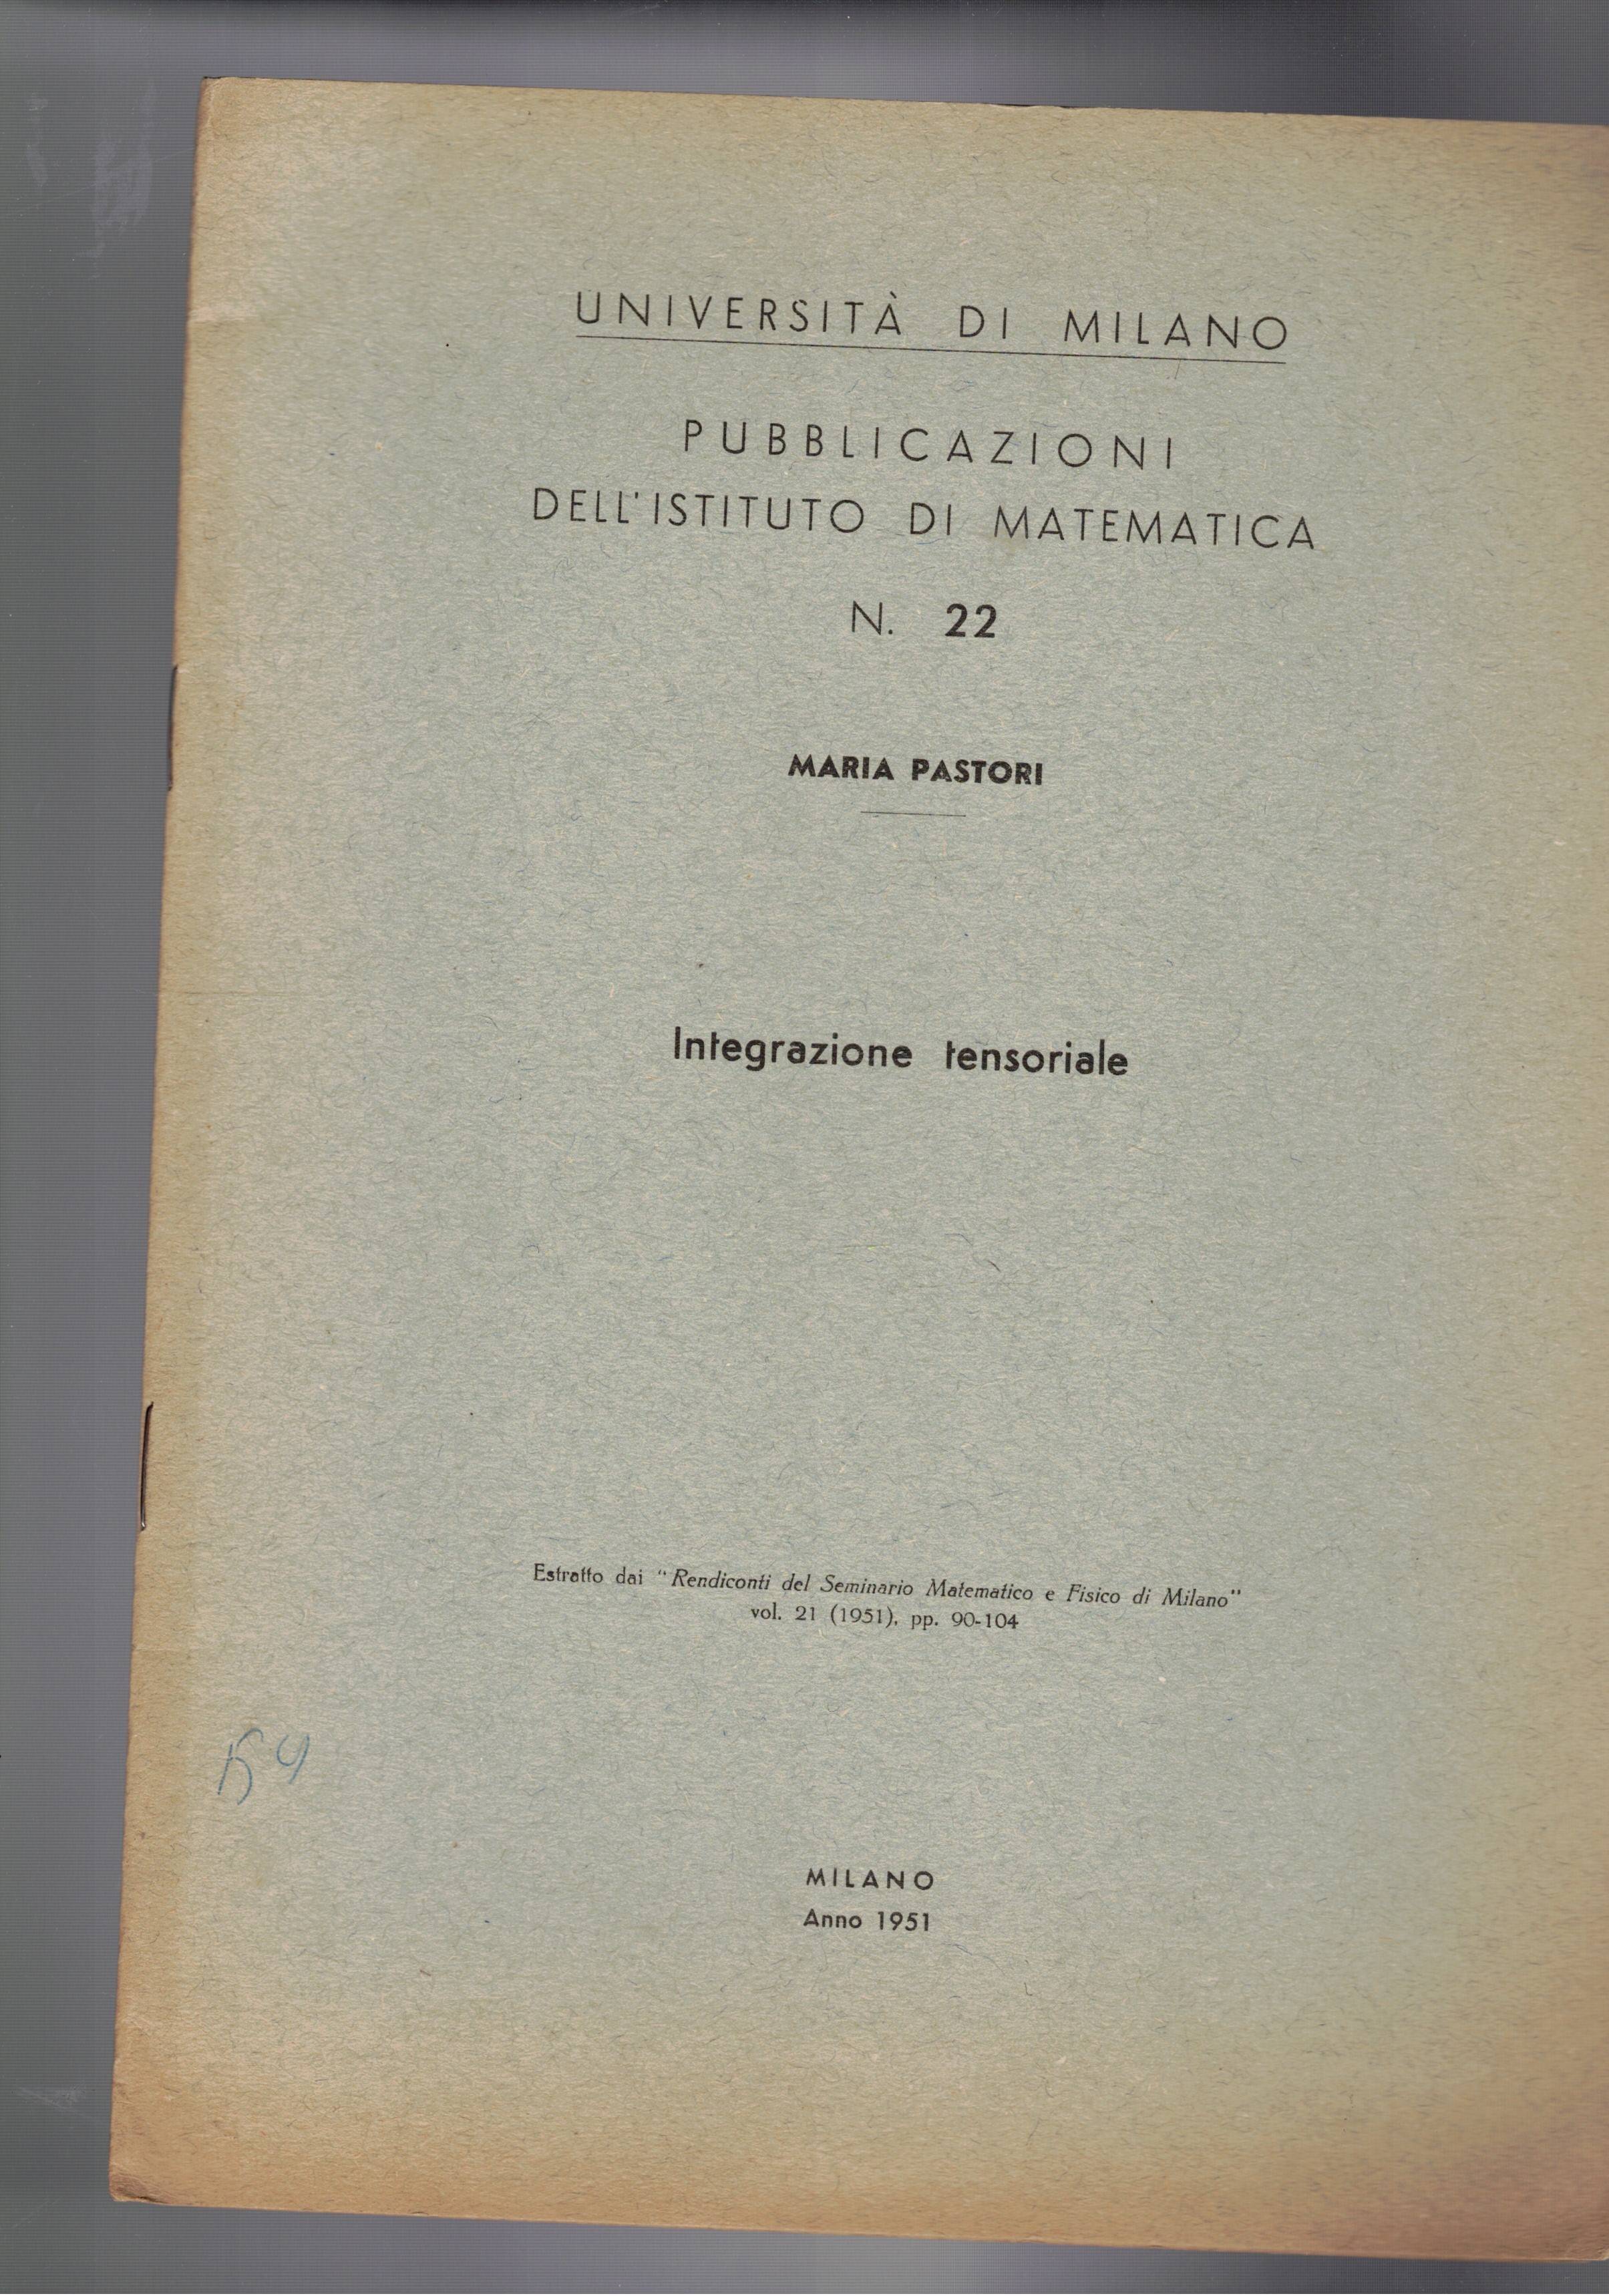 UNIVERSITÀ DI MILANO
PUBBLICAZIONI
DELL'ISTITUTO DI MATEMATICA
N. 22
MARIA PASTORI
Integrazione tensoriale
Estratto dai "Rendiconti del Seminario Matematico e Fisico di Milano"
vol. 21 (1951), pp. 90-104
54
MILANO
Anno 1951